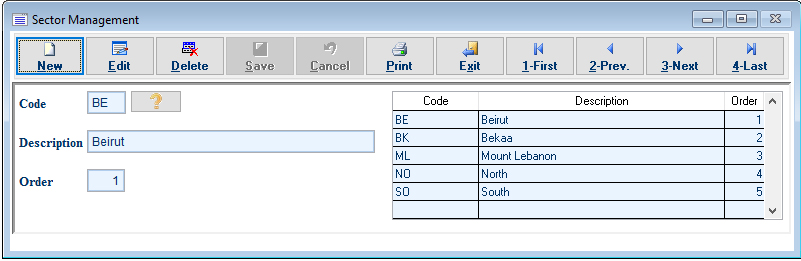 Sector Management
New Edit Delete Save Cancel Print Exit 1-First 2-Prev. 3-Next 4-Last
Code BE ?
Description Beirut
Order 1
Code Description Order
BE Beirut 1
BK Bekaa 2
ML Mount Lebanon 3
NO North 4
SO South 5